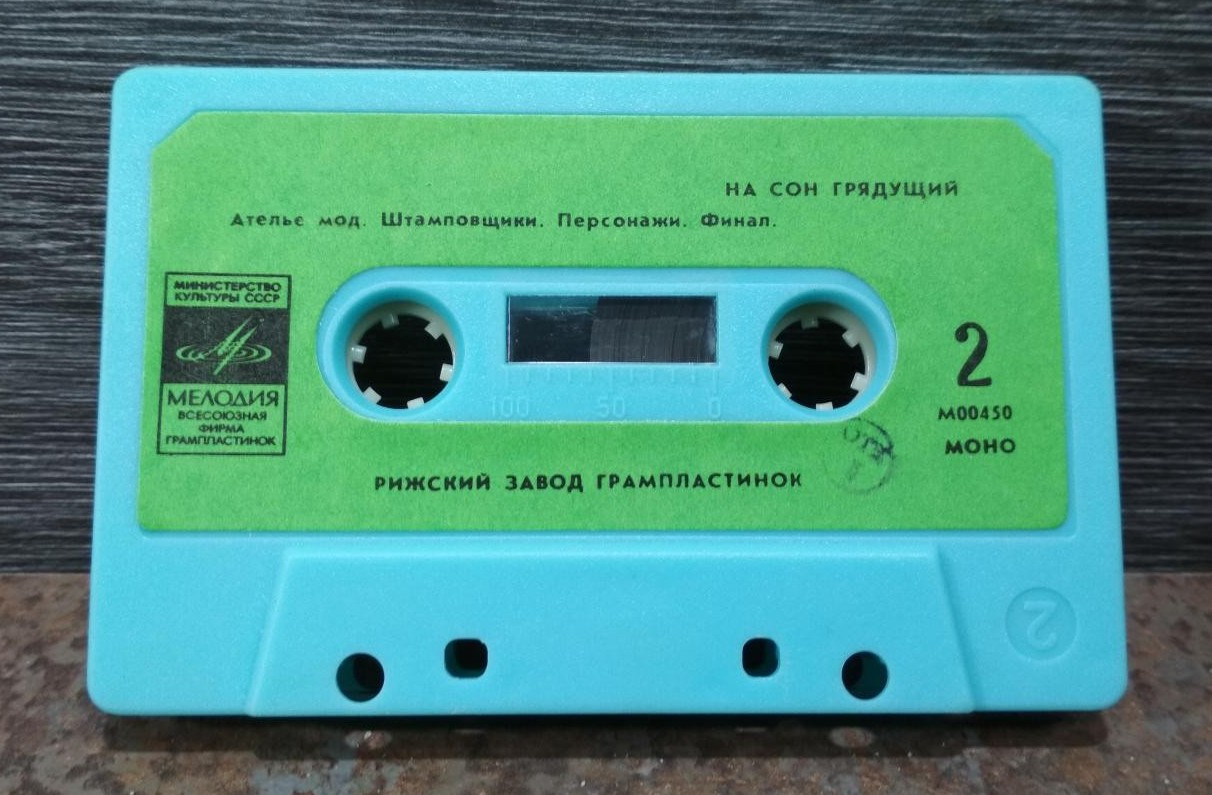 НА СОН ГРЯДУЩИЙ
Ателье мод. Штамповщики. Персонажи. Финал.
МИНИСТЕРСТВО
КУЛЬТУРЫ СССР
МЕЛОДИЯ
ВСЕСОЮЗНАЯ
ФИРМА
ГРАМПЛАСТИНОК
100 50 0
2
М00450
МОНО
РИЖСКИЙ ЗАВОД ГРАМПЛАСТИНОК
2